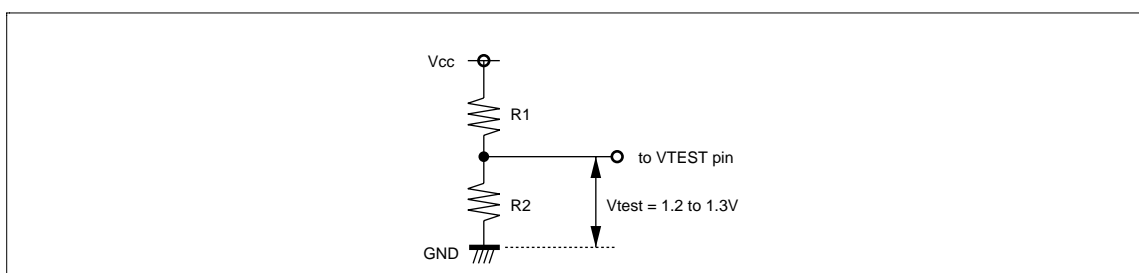 Vcc
R1
to VTEST pin
R2
Vtest = 1.2 to 1.3V
GND